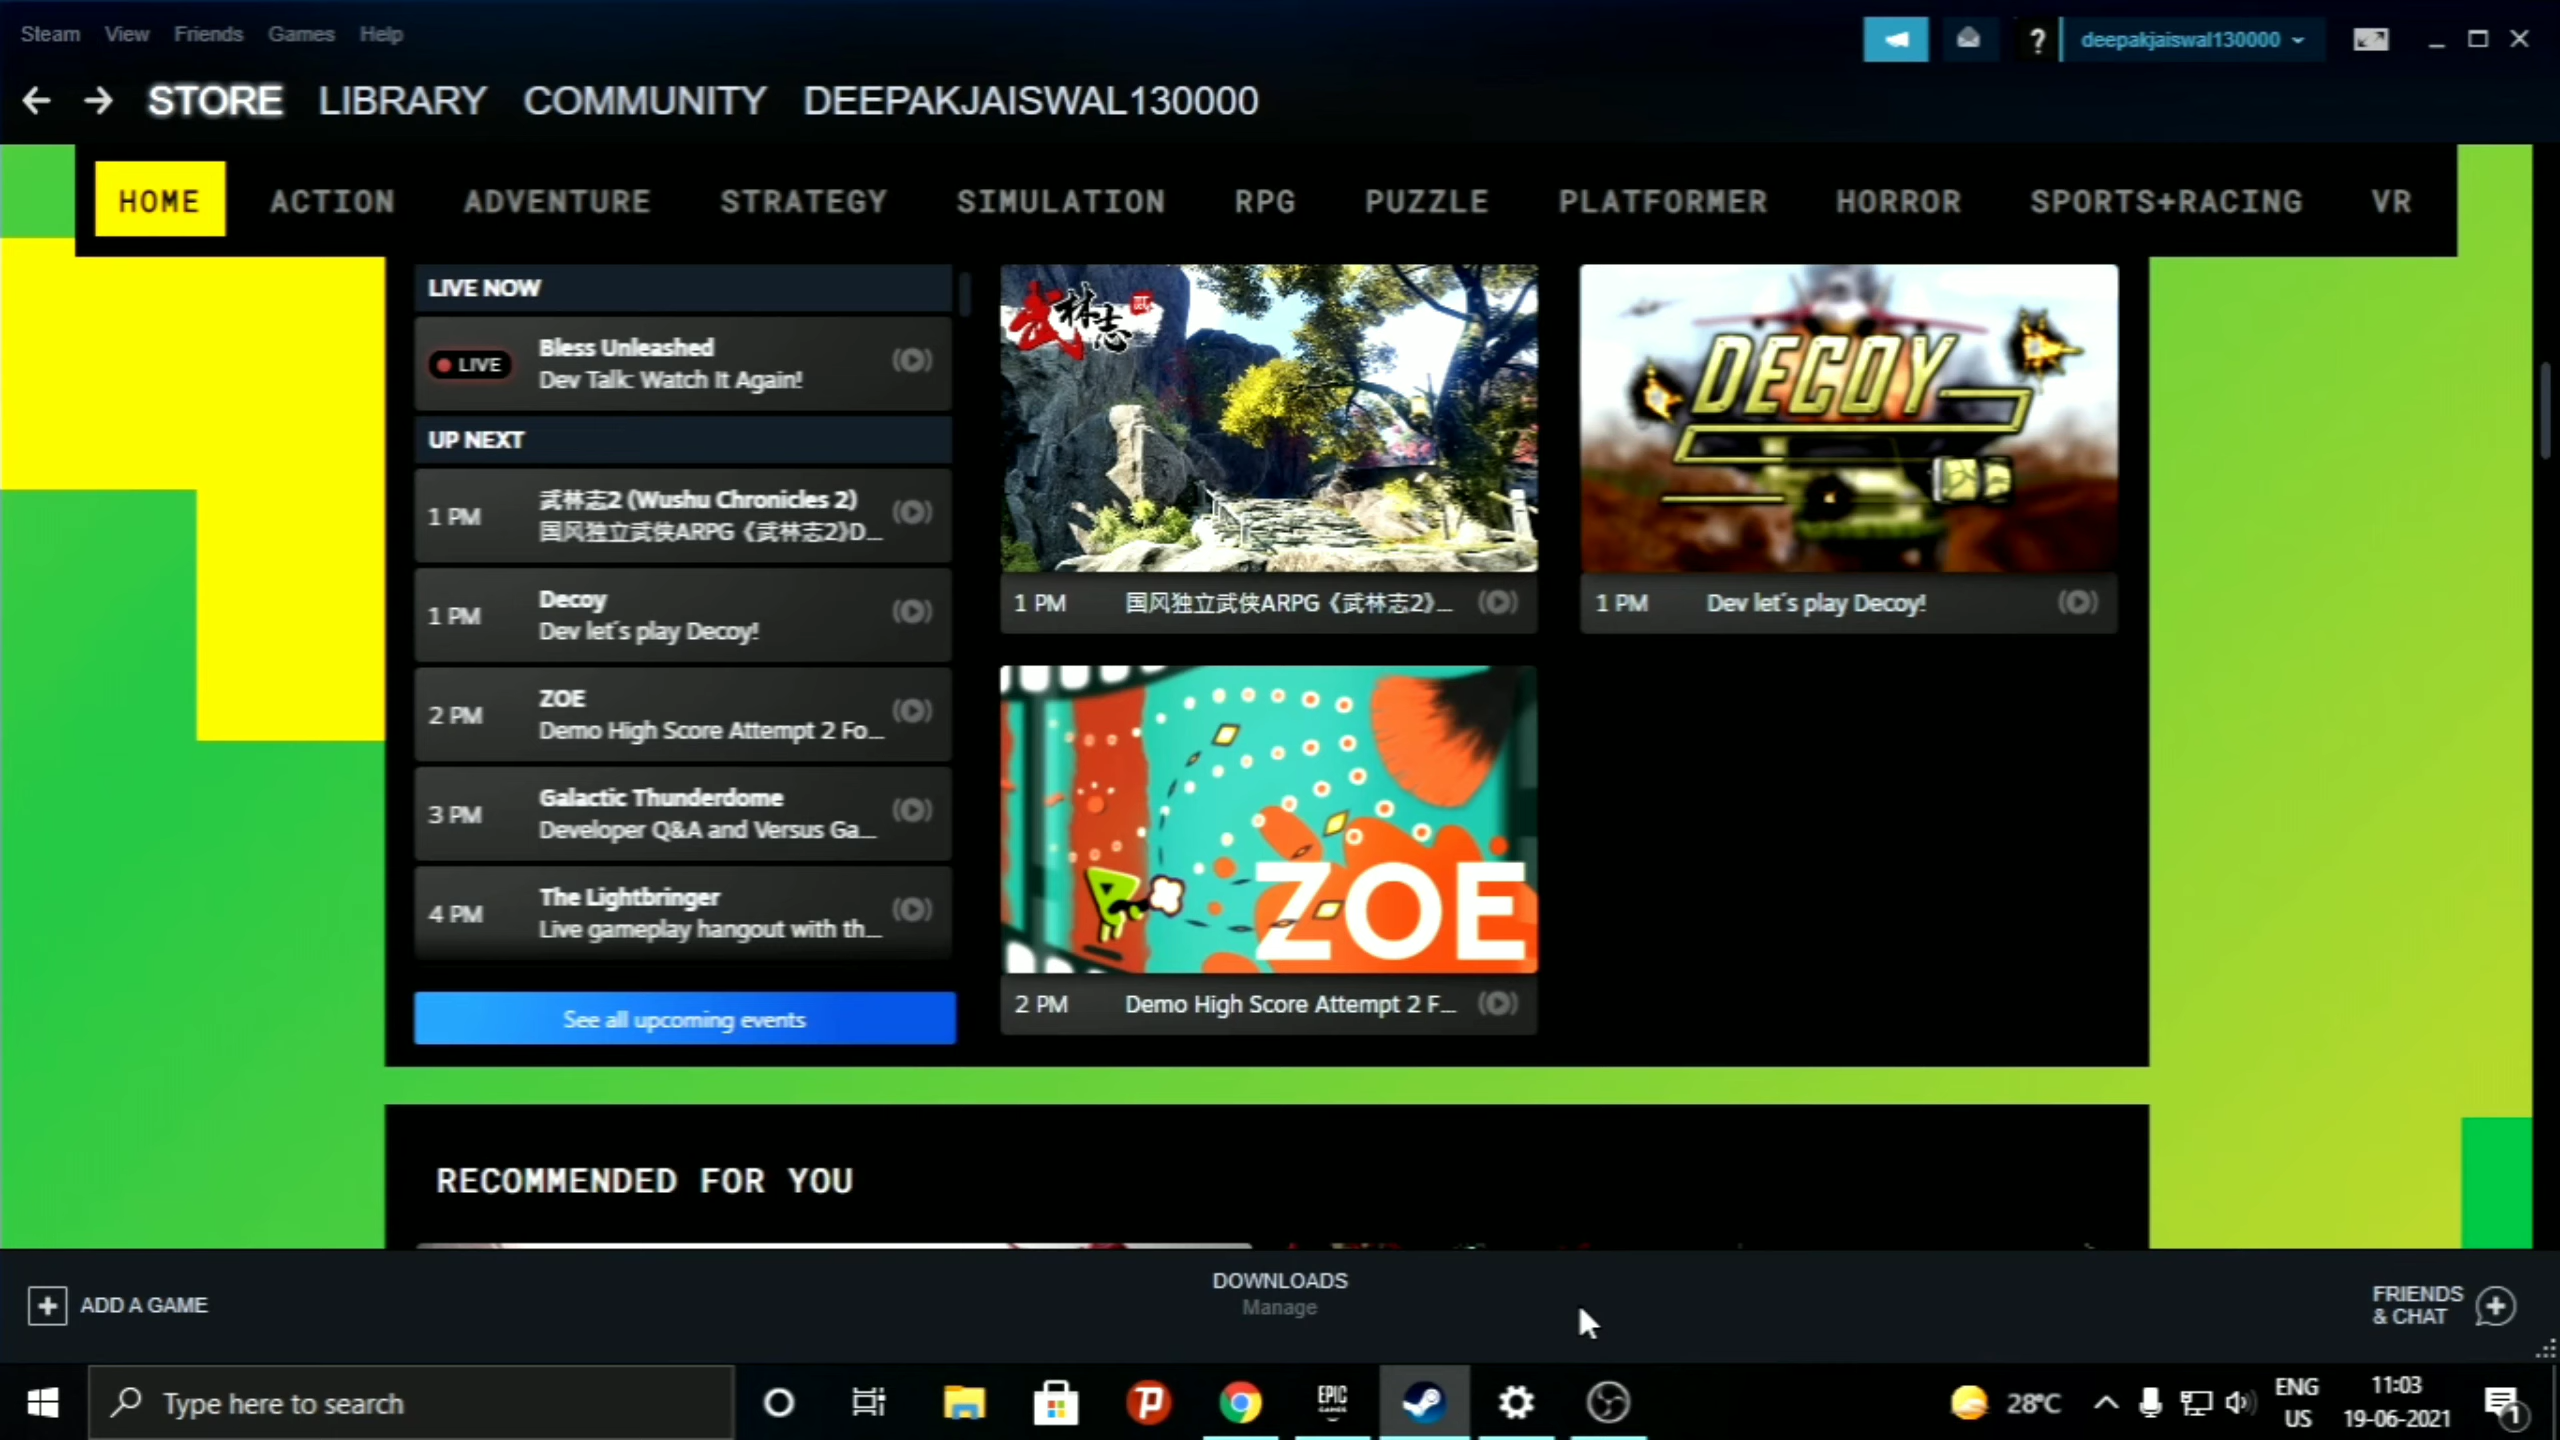 Steam View Friends Games Help
deepakjaiswal130000
STORE LIBRARY COMMUNITY DEEPAKJAISWAL130000
HOME ACTION ADVENTURE STRATEGY SIMULATION RPG PUZZLE PLATFORMER HORROR SPORTS+RACING VR
LIVE NOW
LIVE
Bless Unleashed
Dev Talk: Watch It Again!
UP NEXT
1 PM
武林志2 (Wushu Chronicles 2)
国风独立武侠ARPG《武林志2》D...
1 PM
Decoy
Dev let´s play Decoy!
2 PM
ZOE
Demo High Score Attempt 2 Fo...
3 PM
Galactic Thunderdome
Developer Q&A and Versus Ga...
4 PM
The Lightbringer
Live gameplay hangout with th...
See all upcoming events
武林志
1 PM 国风独立武侠ARPG《武林志2》...
DECOY
1 PM Dev let´s play Decoy!
ZOE
2 PM Demo High Score Attempt 2 F...
RECOMMENDED FOR YOU
ADD A GAME
DOWNLOADS
Manage
FRIENDS
& CHAT
Type here to search
EPIC
GAMES
28°C
ENG
US
11:03
19-06-2021
1